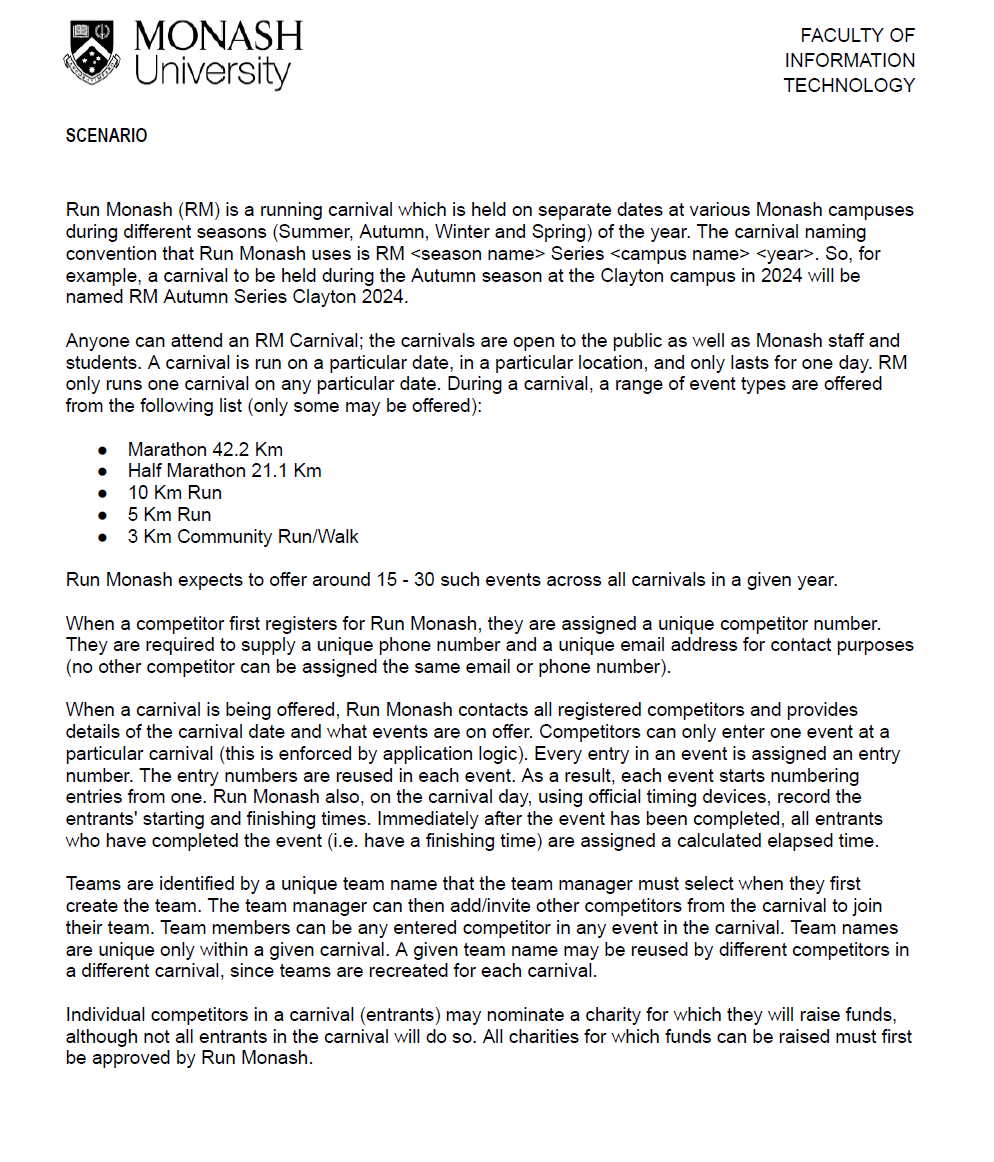 MONASH
University
FACULTY OF
INFORMATION
TECHNOLOGY
SCENARIO
Run Monash (RM) is a running carnival which is held on separate dates at various Monash campuses
during different seasons (Summer, Autumn, Winter and Spring) of the year. The carnival naming
convention that Run Monash uses is RM <season name> Series <campus name> <year>. So, for
example, a carnival to be held during the Autumn season at the Clayton campus in 2024 will be
named RM Autumn Series Clayton 2024.
Anyone can attend an RM Carnival; the carnivals are open to the public as well as Monash staff and
students. A carnival is run on a particular date, in a particular location, and only lasts for one day. RM
only runs one carnival on any particular date. During a carnival, a range of event types are offered
from the following list (only some may be offered):
● Marathon 42.2 Km
● Half Marathon 21.1 Km
● 10 Km Run
● 5 Km Run
● 3 Km Community Run/Walk
Run Monash expects to offer around 15 - 30 such events across all carnivals in a given year.
When a competitor first registers for Run Monash, they are assigned a unique competitor number.
They are required to supply a unique phone number and a unique email address for contact purposes
(no other competitor can be assigned the same email or phone number).
When a carnival is being offered, Run Monash contacts all registered competitors and provides
details of the carnival date and what events are on offer. Competitors can only enter one event at a
particular carnival (this is enforced by application logic). Every entry in an event is assigned an entry
number. The entry numbers are reused in each event. As a result, each event starts numbering
entries from one. Run Monash also, on the carnival day, using official timing devices, record the
entrants' starting and finishing times. Immediately after the event has been completed, all entrants
who have completed the event (i.e. have a finishing time) are assigned a calculated elapsed time.
Teams are identified by a unique team name that the team manager must select when they first
create the team. The team manager can then add/invite other competitors from the carnival to join
their team. Team members can be any entered competitor in any event in the carnival. Team names
are unique only within a given carnival. A given team name may be reused by different competitors in
a different carnival, since teams are recreated for each carnival.
Individual competitors in a carnival (entrants) may nominate a charity for which they will raise funds,
although not all entrants in the carnival will do so. All charities for which funds can be raised must first
be approved by Run Monash.